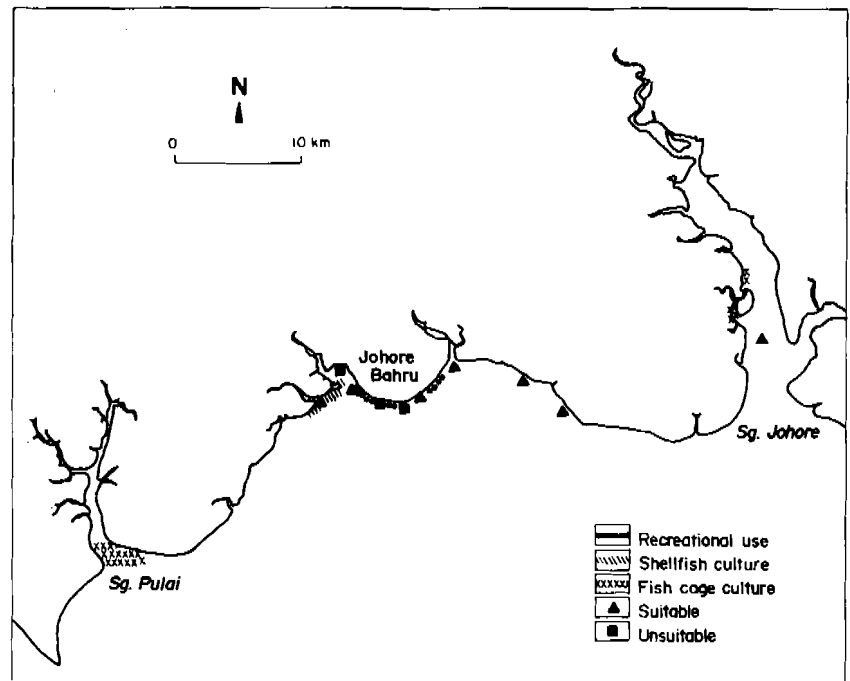 N
0 10 km
Johore
Bahru
Sg. Johore
Sg. Pulai
Recreational use
Shellfish culture
Fish cage culture
Suitable
Unsuitable